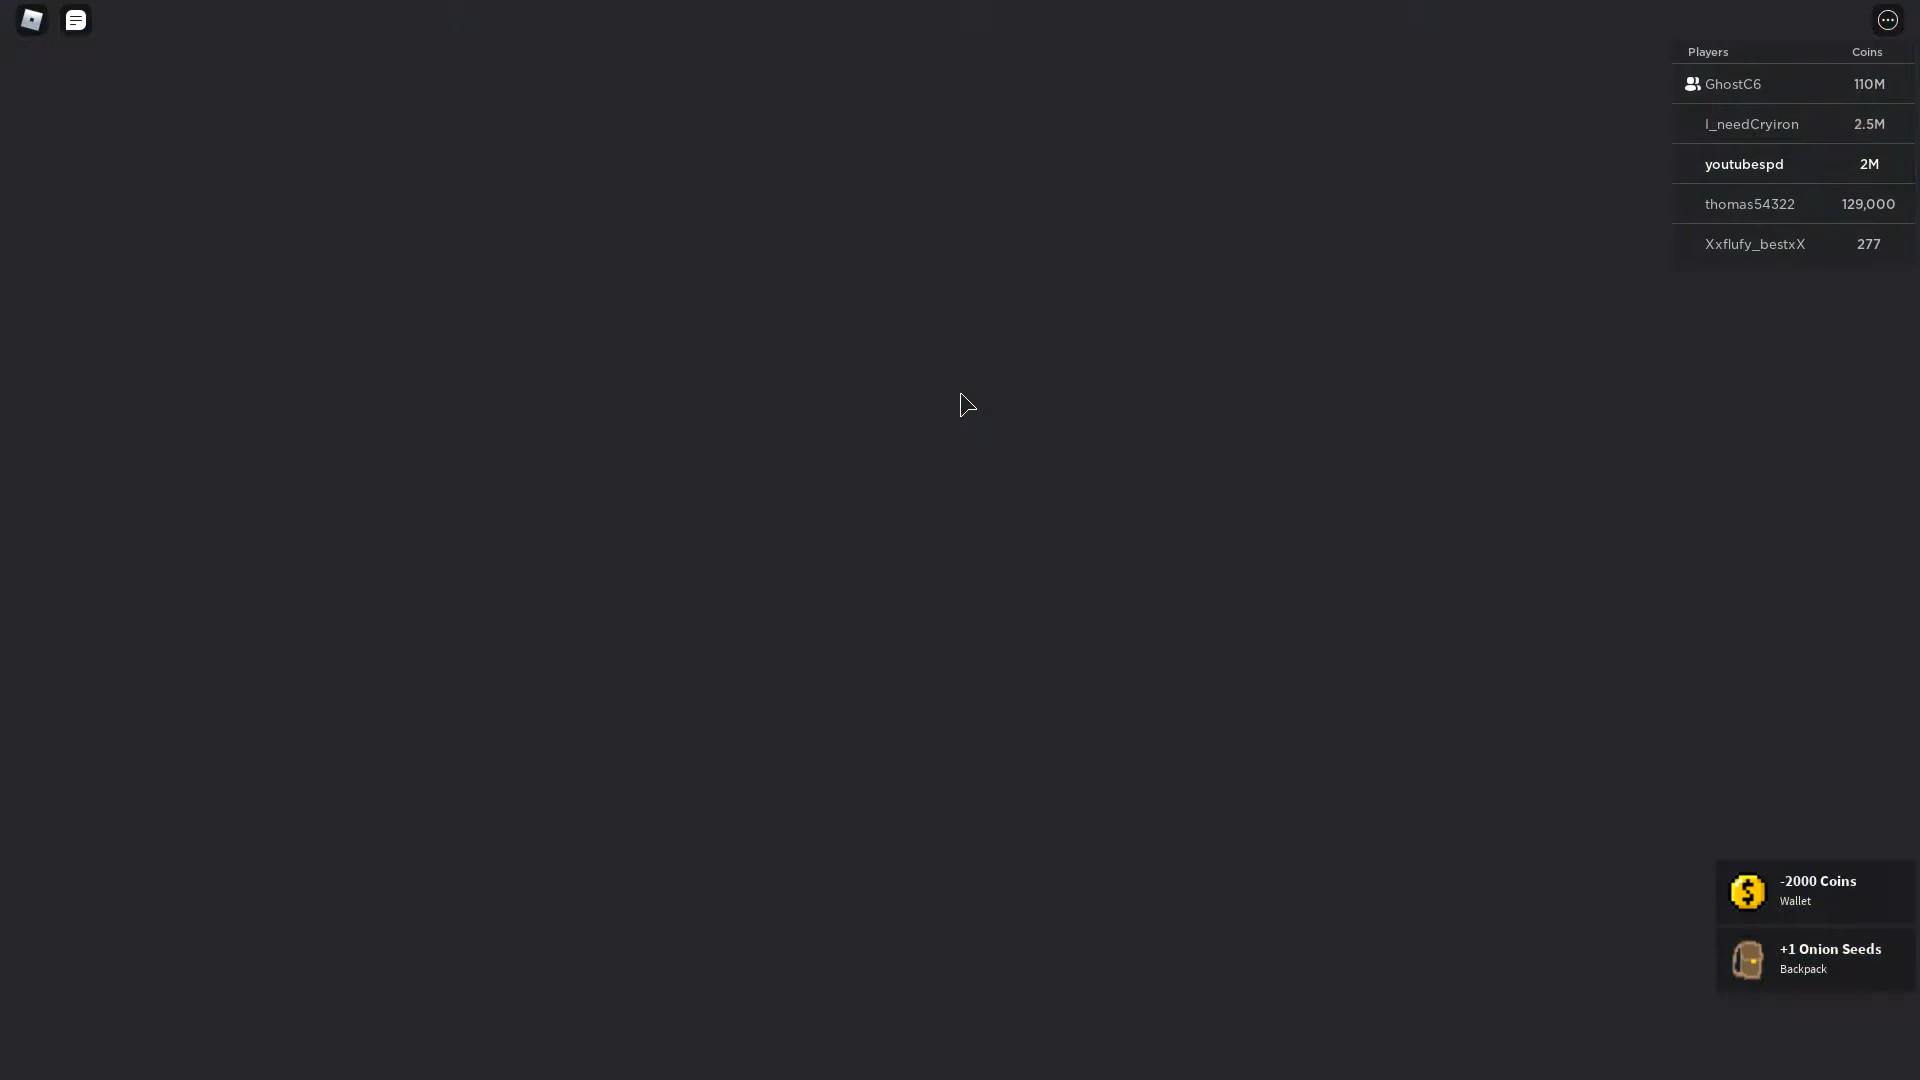 Players Coins
GhostC6 110M
I_needCryiron 2.5M
youtubespd 2M
thomas54322 129,000
Xxflufy_bestxX 277
-2000 Coins
Wallet
+1 Onion Seeds
Backpack